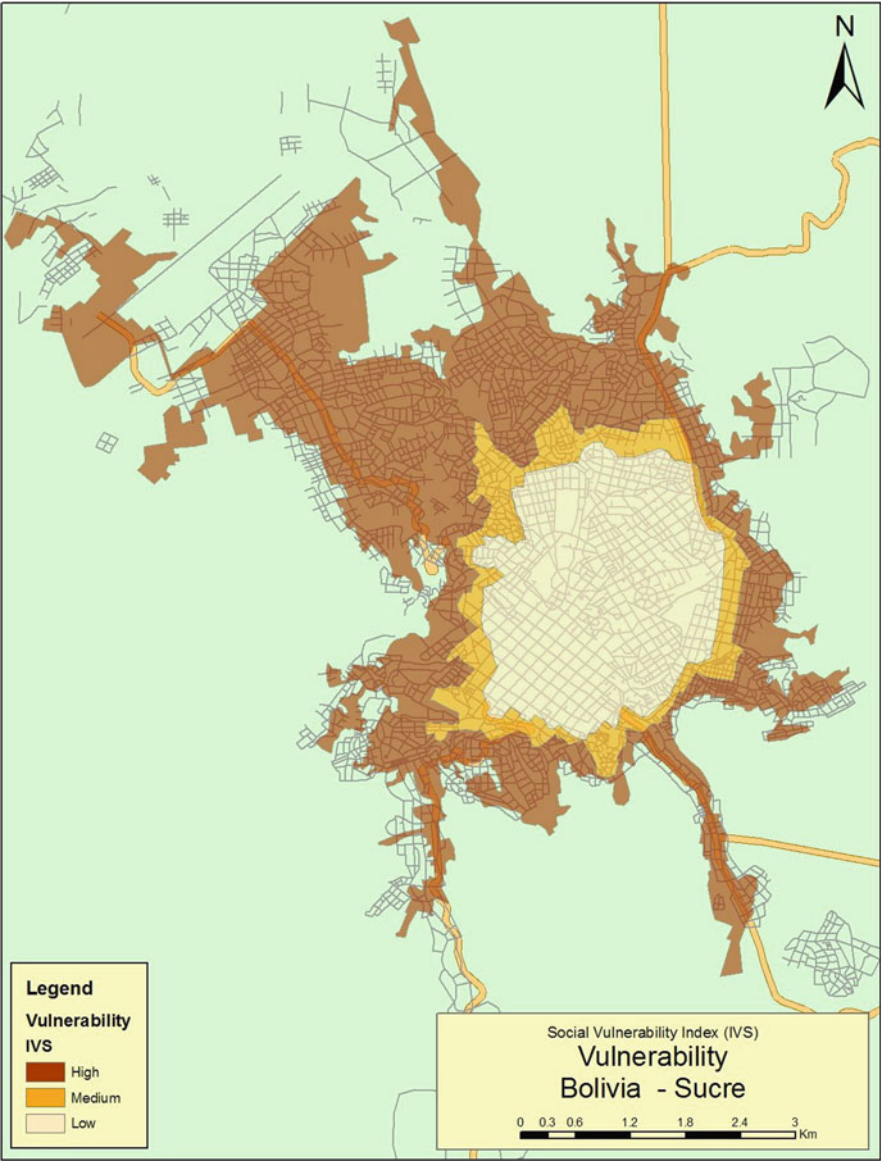 N
Legend
Vulnerability
IVS
High
Medium
Low
Social Vulnerability Index (IVS)
Vulnerability
Bolivia - Sucre
0 0.3 0.6 1.2 1.8 2.4 3
Km